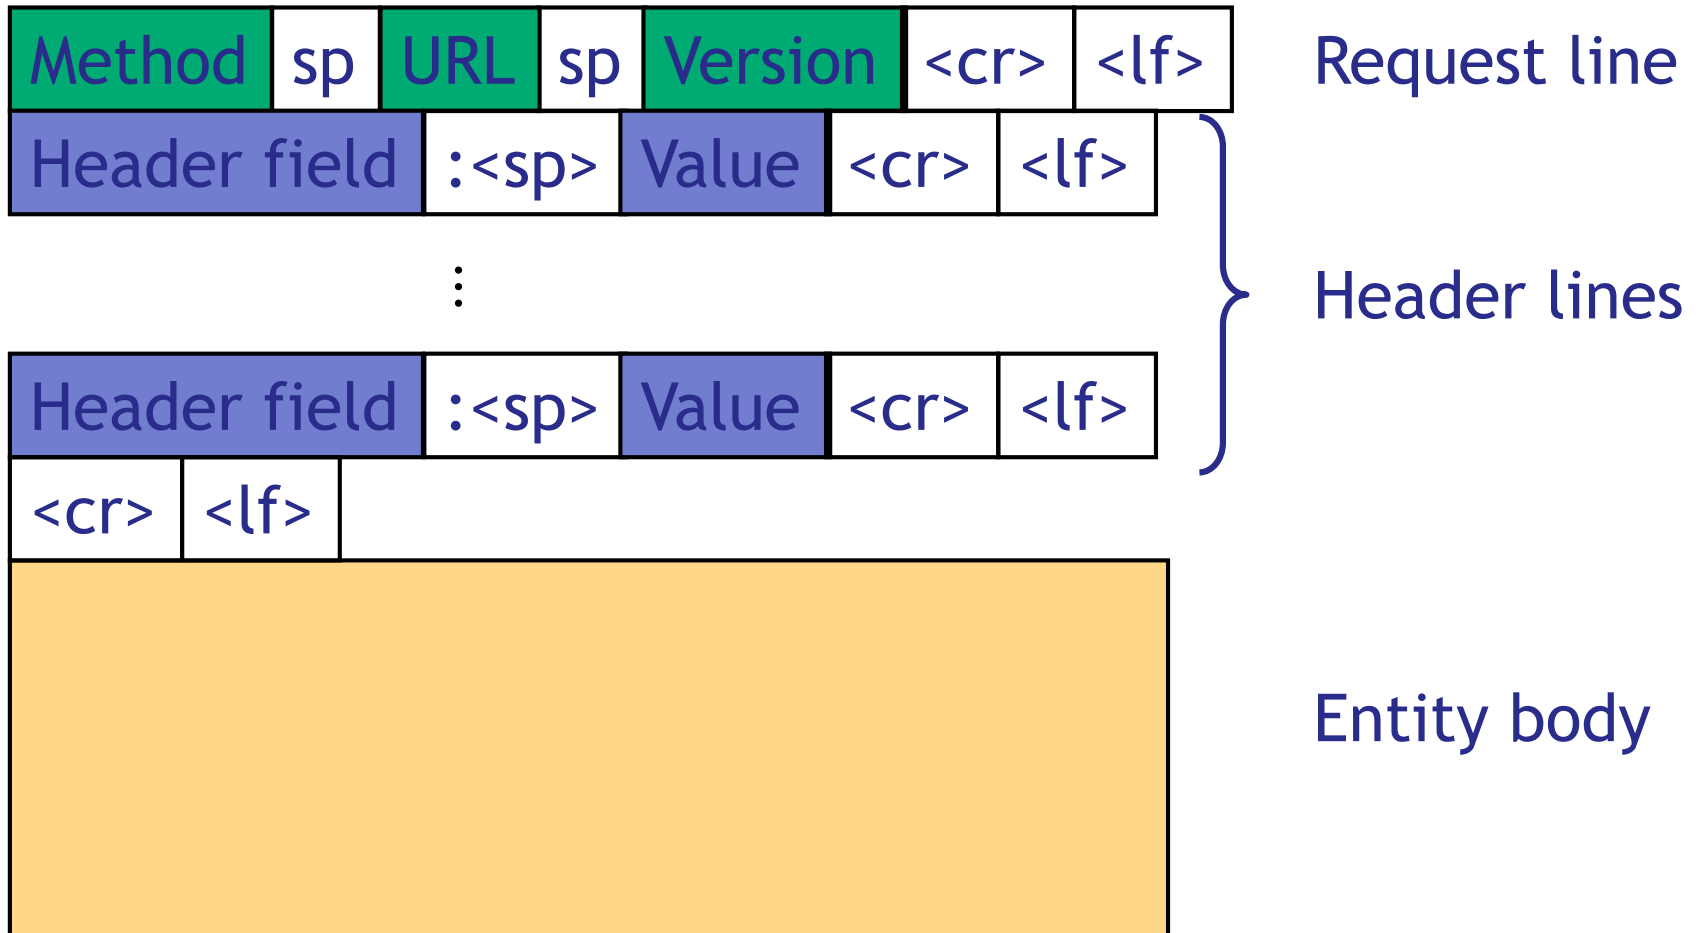 Method sp URL sp Version <cr> <lf> Request line
Header field :<sp> Value <cr> <lf>
⋮
Header lines
Header field :<sp> Value <cr> <lf>
<cr> <lf>
Entity body